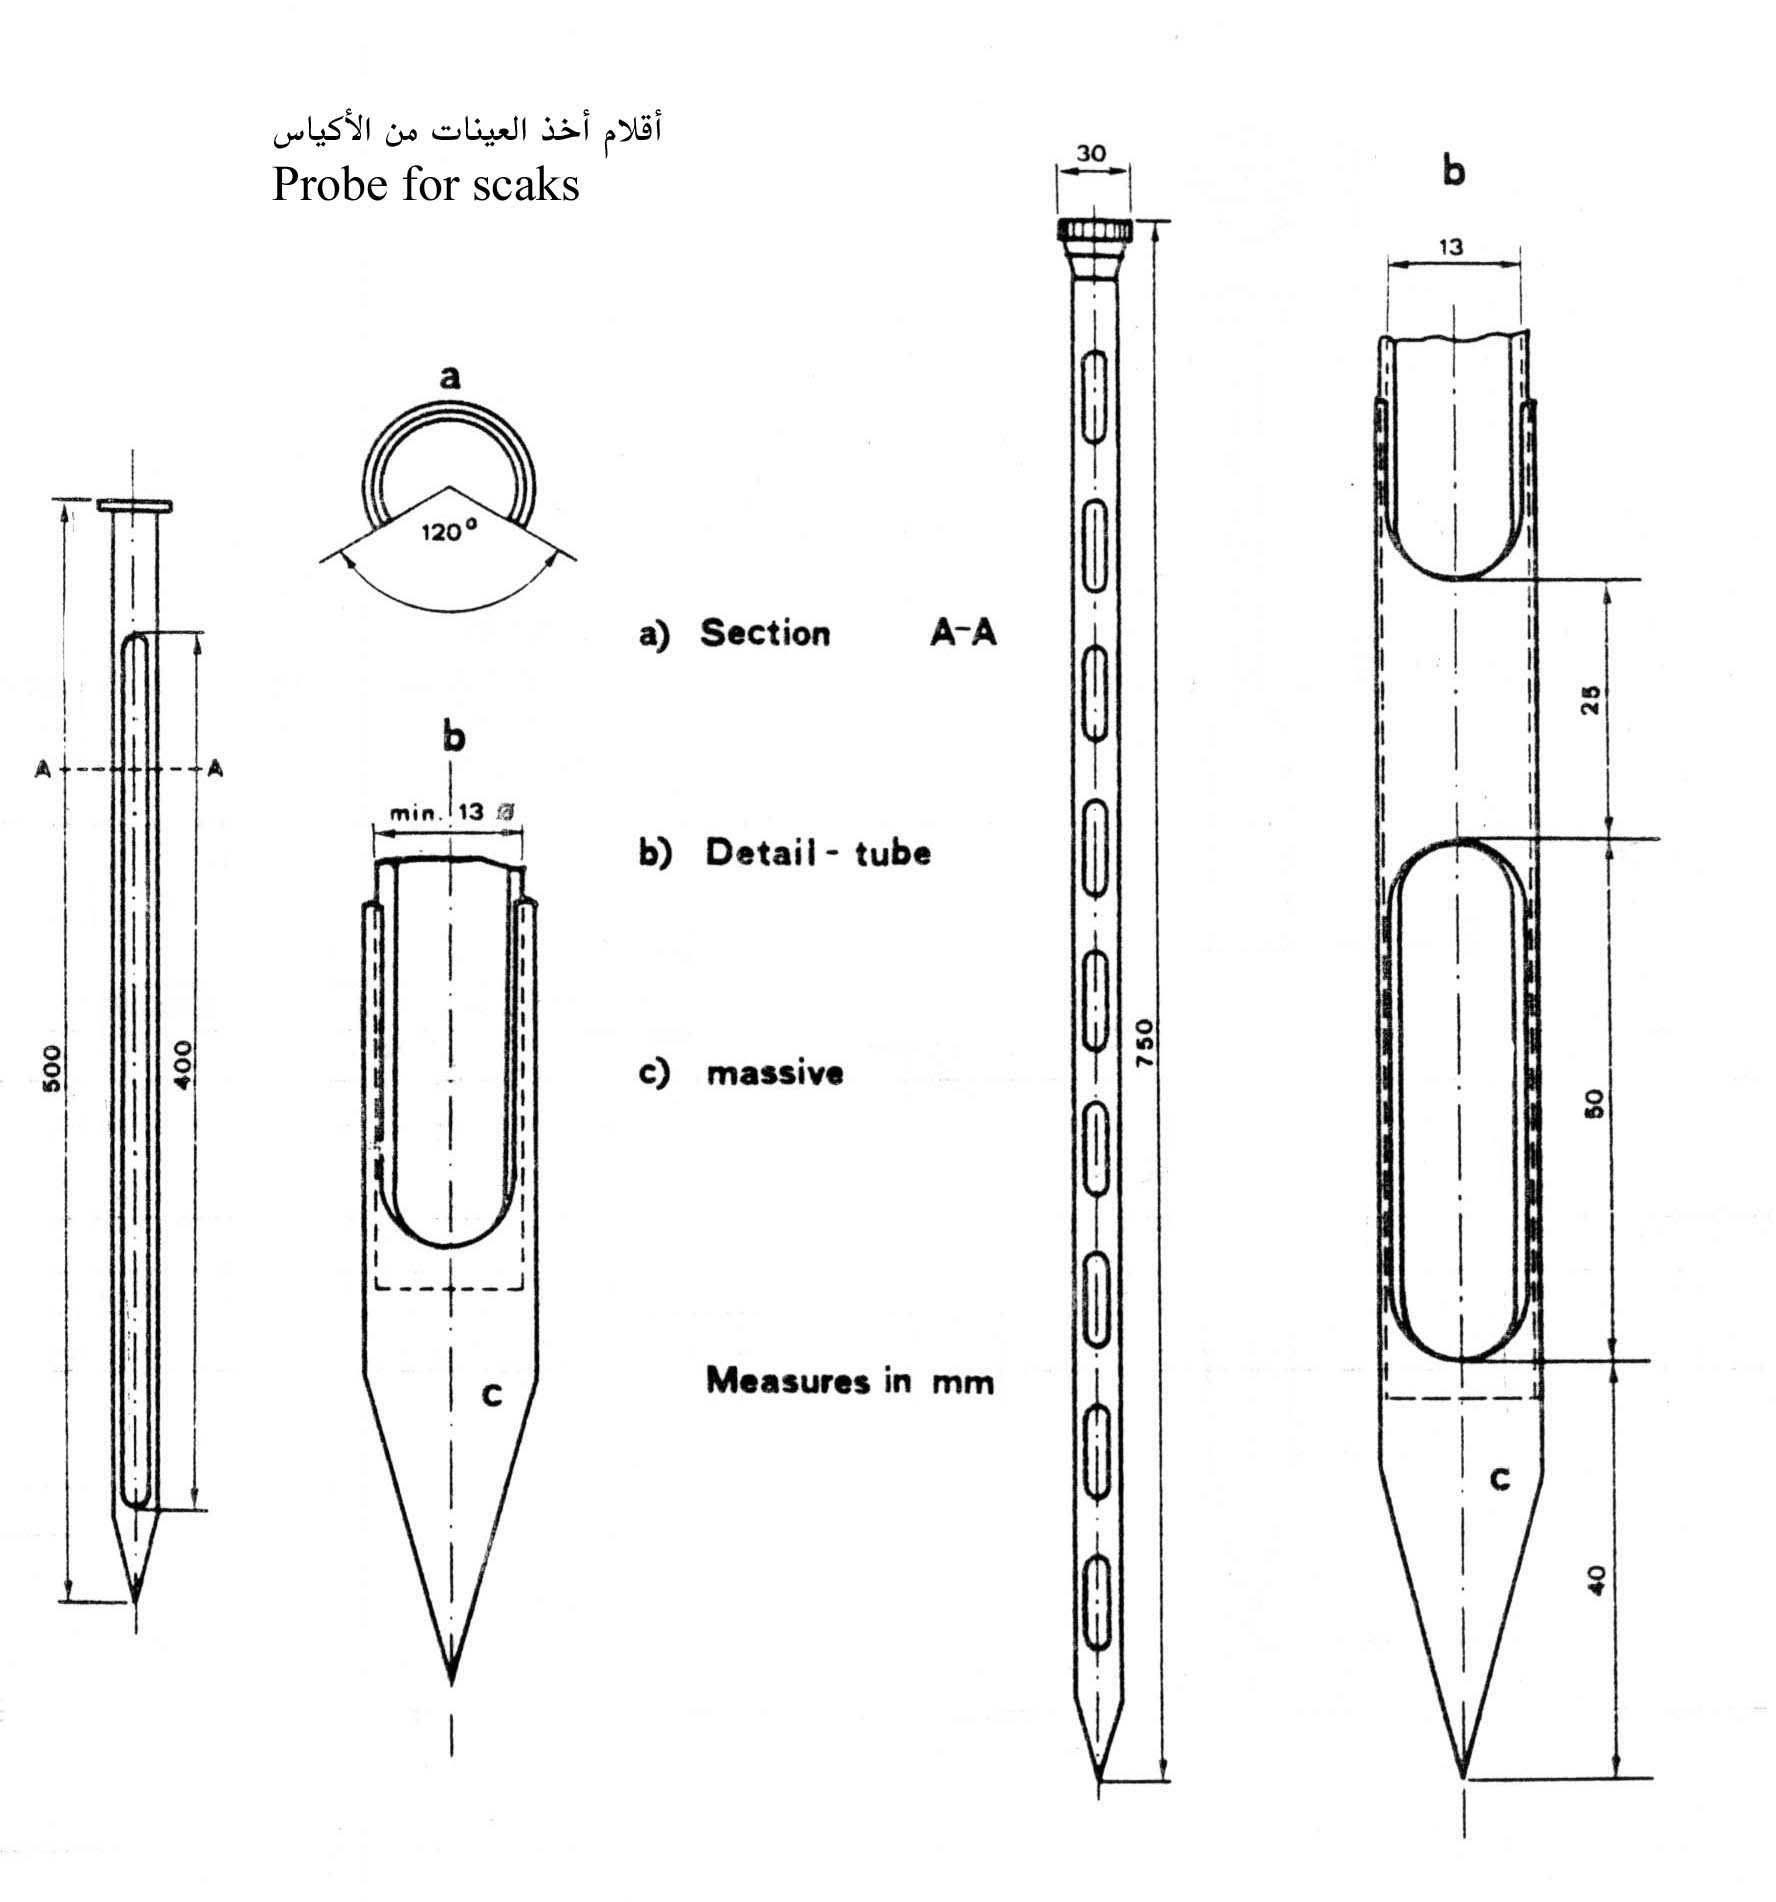 أقلام أخذ العينات من الأكياس
Probe for scaks
30
b
13
a
120°
a) Section A-A
25
b
A A
min. 13 Ø
b) Detail - tube
500
400
750
50
c) massive
Measures in mm
c
c
40